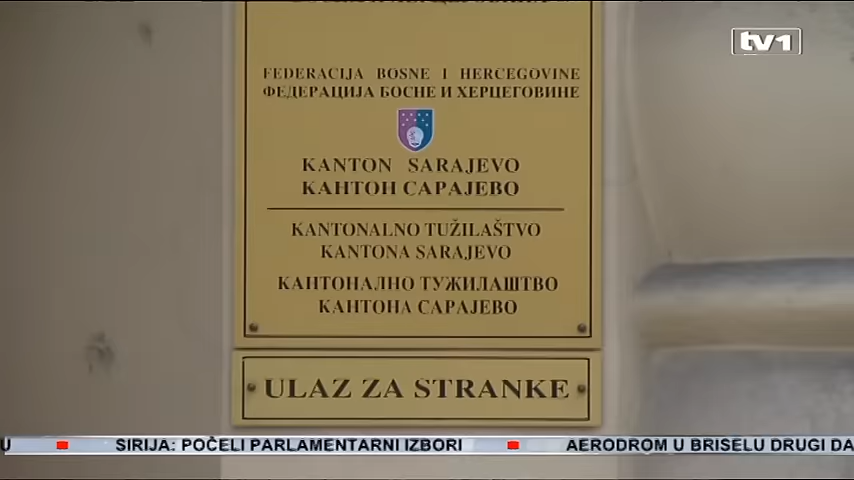 tv1
FEDERACIJA BOSNE I HERCEGOVINE
ФЕДЕРАЦИЈА БОСНЕ И ХЕРЦЕГОВИНЕ
KANTON SARAJEVO
КАНТОН САРАЈЕВО
KANTONALNO TUŽILAŠTVO
KANTONA SARAJEVO
КАНТОНАЛНО ТУЖИЛАШТВО
КАНТОНА САРАЈЕВО
ULAZ ZA STRANKE
SIRIJA: POČELI PARLAMENTARNI IZBORI AERODROM U BRISELU DRUGI DA